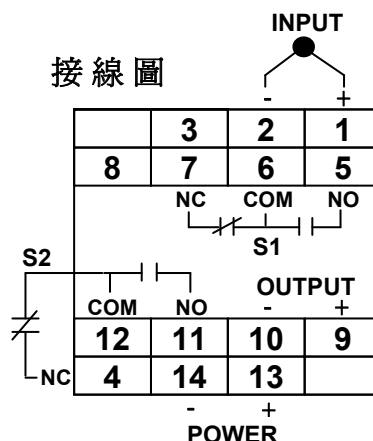 INPUT
接線圖
- +
3 2 1
8 7 6 5
NC COM NO
S1
S2
OUTPUT
COM NO - +
12 11 10 9
NC 4 14 13
- +
POWER